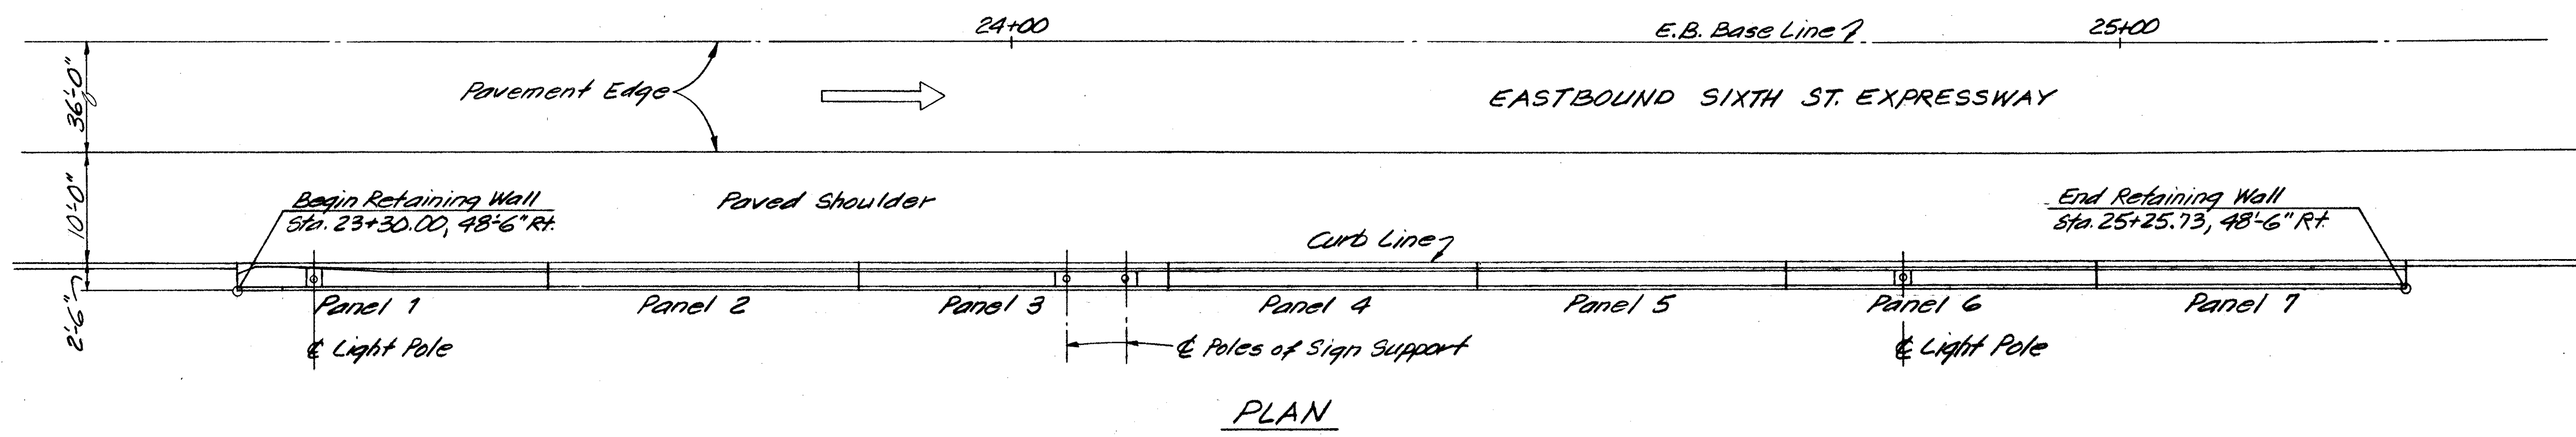 24+00
E.B. Base Line
25+00
36'-0"
Pavement Edge
EASTBOUND SIXTH ST. EXPRESSWAY
10'-0"
Begin Retaining Wall
Sta. 23+30.00, 48'-6" Rt.
Paved Shoulder
End Retaining Wall
Sta. 25+25.73, 48'-6" Rt.
Curb Line
2'-6"
Panel 1
Panel 2
Panel 3
Panel 4
Panel 5
Panel 6
Panel 7
℄ Light Pole
℄ Poles of Sign Support
℄ Light Pole
PLAN